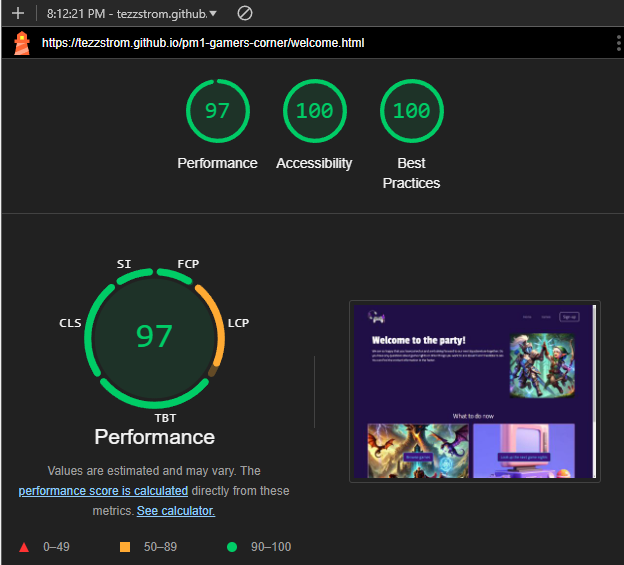 8:12:21 PM - tezzstrom.github.
https://tezzstrom.github.io/pm1-gamers-corner/welcome.html
97
100
100
Performance
Accessibility
Best
Practices
SI
FCP
CLS
LCP
97
TBT
Performance
Values are estimated and may vary. The
performance score is calculated directly from these
metrics. See calculator.
0–49
50–89
90–100
Sign up
Welcome to the party!
What to do now